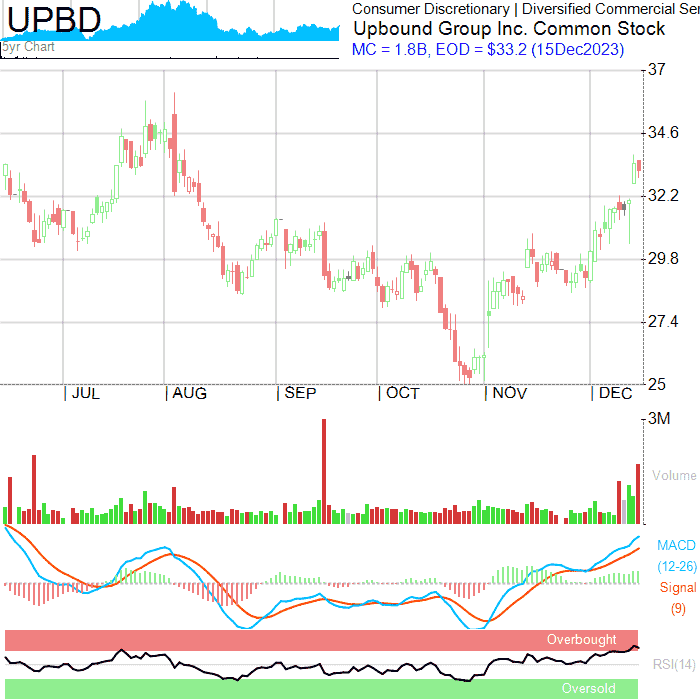 UPBD
5yr Chart
Consumer Discretionary | Diversified Commercial Ser
Upbound Group Inc. Common Stock
MC = 1.8B, EOD = $33.2 (15Dec2023)
37
34.6
32.2
29.8
27.4
25
JUL AUG SEP OCT NOV DEC
3M
Volume
MACD
(12-26)
Signal
(9)
Overbought
RSI(14)
Oversold